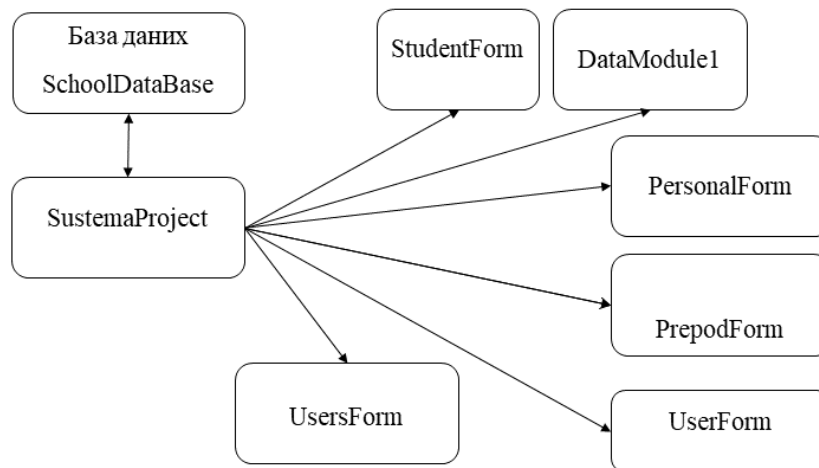 База даних
SchoolDataBase
StudentForm
DataModule1
SustemaProject
PersonalForm
PrepodForm
UsersForm
UserForm